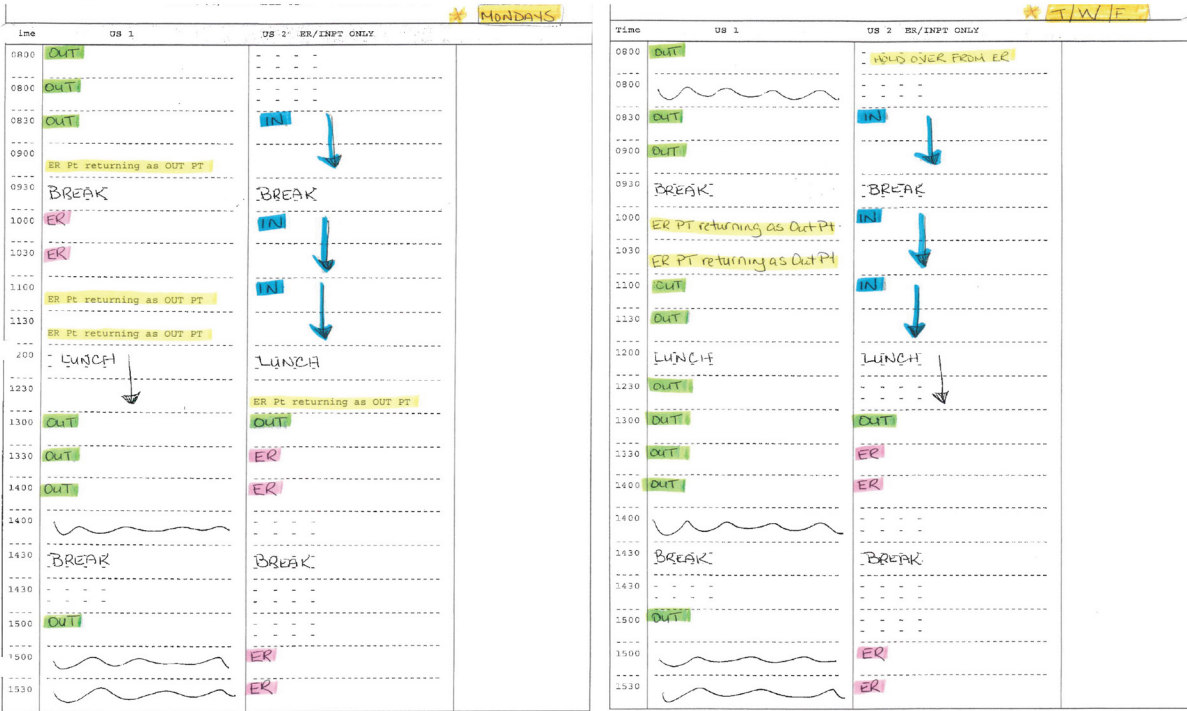 * MONDAYS
ime US 1 US 2 ER/INPT ONLY
0800 OUT
0800 OUT
0830 OUT IN
0900
ER Pt returning as OUT PT
0930 BREAK BREAK
1000 ER IN
1030 ER
1100 IN
ER Pt returning as OUT PT
1130
ER Pt returning as OUT PT
200 LUNCH LUNCH
1230
ER Pt returning as OUT PT
1300 OUT OUT
1330 OUT ER
1400 OUT ER
1400
1430 BREAK BREAK
1430
1500 OUT
1500 ER
1530 ER
* T/W/F
Time US 1 US 2 ER/INPT ONLY
0800 OUT HOLD OVER FROM ER
0800
0830 OUT IN
0900 OUT
0930 BREAK BREAK
1000 IN
ER PT returning as Out Pt
1030
ER PT returning as Out Pt
1100 OUT IN
1130 OUT
1200 LUNCH LUNCH
1230 OUT
1300 OUT OUT
1330 OUT ER
1400 OUT ER
1400
1430 BREAK BREAK
1430
1500 OUT
1500 ER
1530 ER